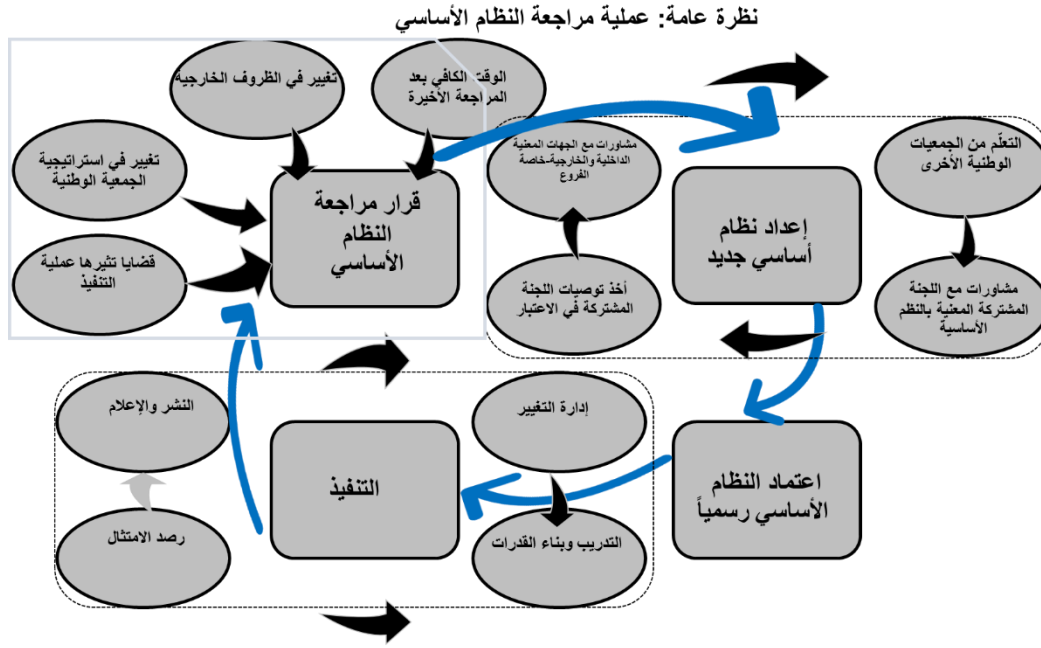 نظرة عامة: عملية مراجعة النظام الأساسي
تغيير في الظروف الخارجية
الوقت الكافي بعد
المراجعة الأخيرة
تغيير في استراتيجية
الجمعية الوطنية
قضايا تثيرها عملية
التنفيذ
قرار مراجعة
النظام
الأساسي
مشاورات مع الجهات المعنية
الداخلية والخارجية-خاصة
الفروع
أخذ توصيات اللجنة
المشتركة في الاعتبار
إعداد نظام
أساسي جديد
التعلّم من الجمعيات
الوطنية الأخرى
مشاورات مع اللجنة
المشتركة المعنية بالنظم
الأساسية
اعتماد النظام
الأساسي رسمياً
إدارة التغيير
التدريب وبناء القدرات
التنفيذ
النشر والإعلام
رصد الامتثال